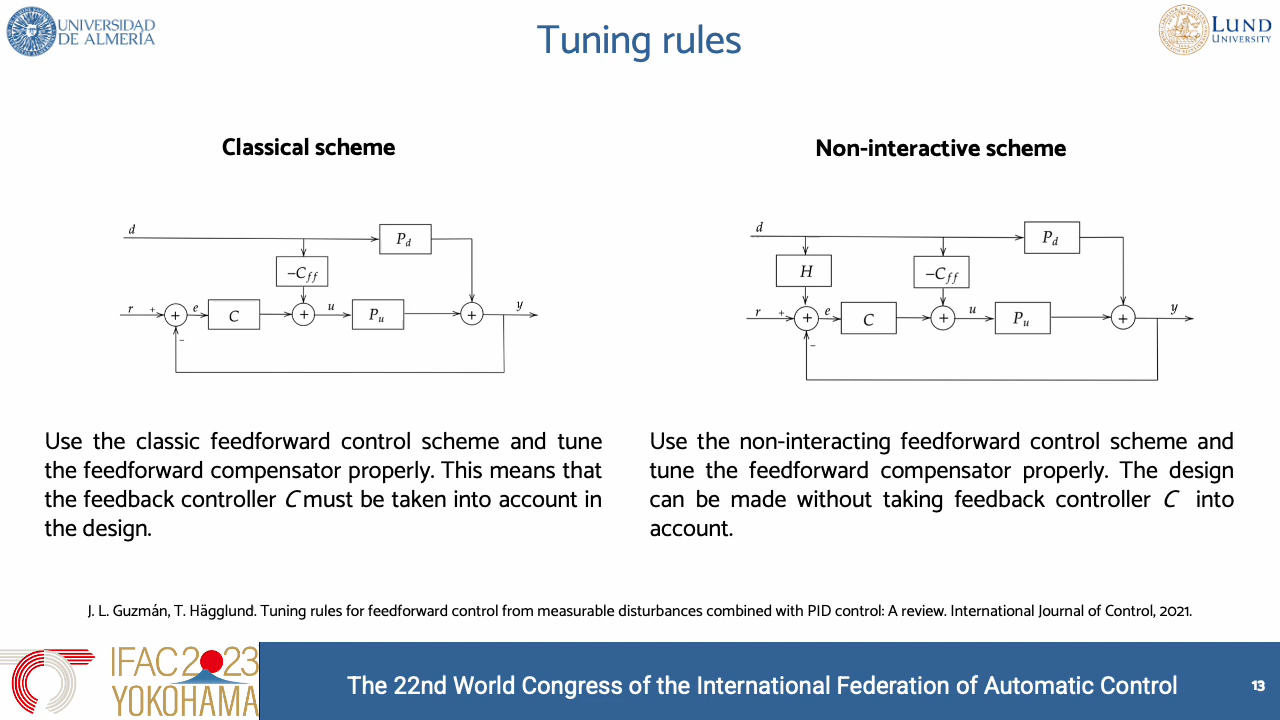 UNIVERSIDAD
DE ALMERÍA
Tuning rules
LUND
UNIVERSITY
Classical scheme
Non-interactive scheme
d
P_d
−C_ff
r
+
+
e
C
+
u
P_u
+
y
−
d
P_d
H
−C_ff
r
+
+
e
C
+
u
P_u
+
y
−
Use the classic feedforward control scheme and tune
the feedforward compensator properly. This means that
the feedback controller C must be taken into account in
the design.
Use the non-interacting feedforward control scheme and
tune the feedforward compensator properly. The design
can be made without taking feedback controller C into
account.
J. L. Guzmán, T. Hägglund. Tuning rules for feedforward control from measurable disturbances combined with PID control: A review. International Journal of Control, 2021.
IFAC 2023
YOKOHAMA
The 22nd World Congress of the International Federation of Automatic Control
13